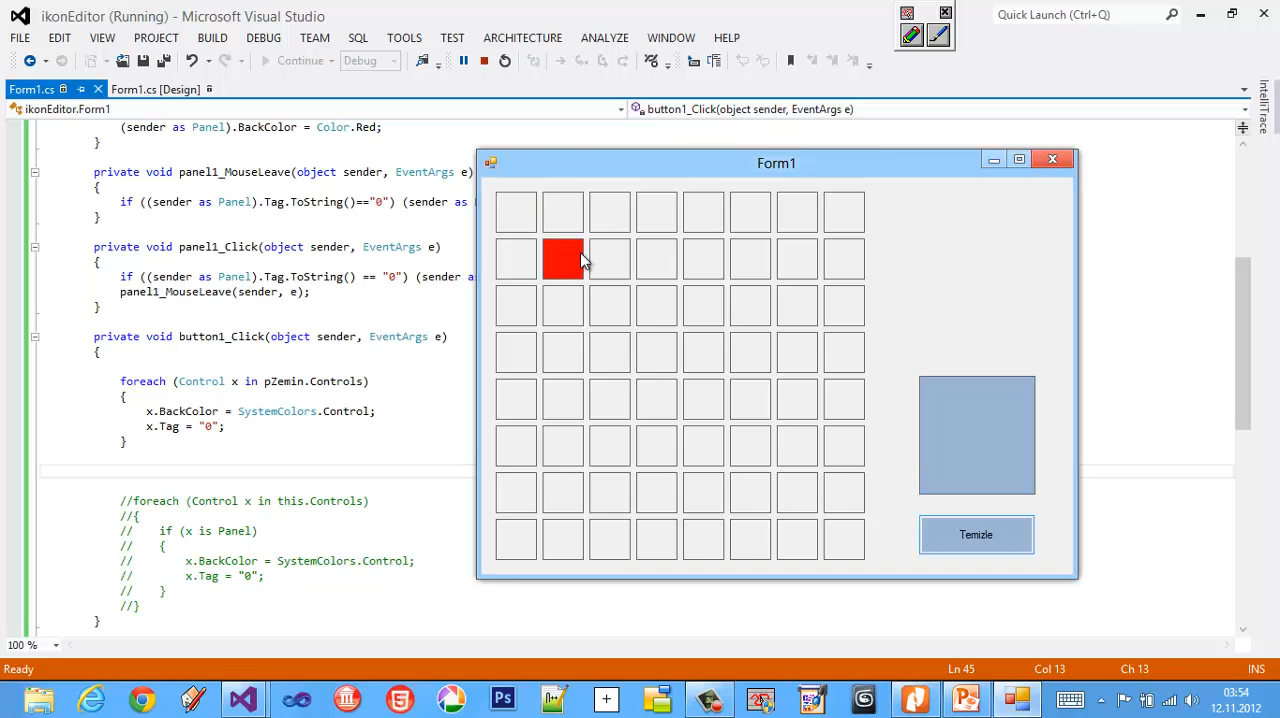 ikonEditor (Running) - Microsoft Visual Studio
Quick Launch (Ctrl+Q)
FILE EDIT VIEW PROJECT BUILD DEBUG TEAM SQL TOOLS TEST ARCHITECTURE ANALYZE WINDOW HELP
Continue Debug
Form1.cs Form1.cs [Design]
ikonEditor.Form1 button1_Click(object sender, EventArgs e)
IntelliTrace
(sender as Panel).BackColor = Color.Red;
}
private void panel1_MouseLeave(object sender, EventArgs e)
{
if ((sender as Panel).Tag.ToString()=="0") (sender as
}
private void panel1_Click(object sender, EventArgs e)
{
if ((sender as Panel).Tag.ToString() == "0") (sender as
panel1_MouseLeave(sender, e);
}
private void button1_Click(object sender, EventArgs e)
{
foreach (Control x in pZemin.Controls)
{
x.BackColor = SystemColors.Control;
x.Tag = "0";
}
//foreach (Control x in this.Controls)
//{
// if (x is Panel)
// {
// x.BackColor = SystemColors.Control;
// x.Tag = "0";
// }
//}
}
Form1
Temizle
100 %
Ready Ln 45 Col 13 Ch 13 INS
Ps
03:54
12.11.2012